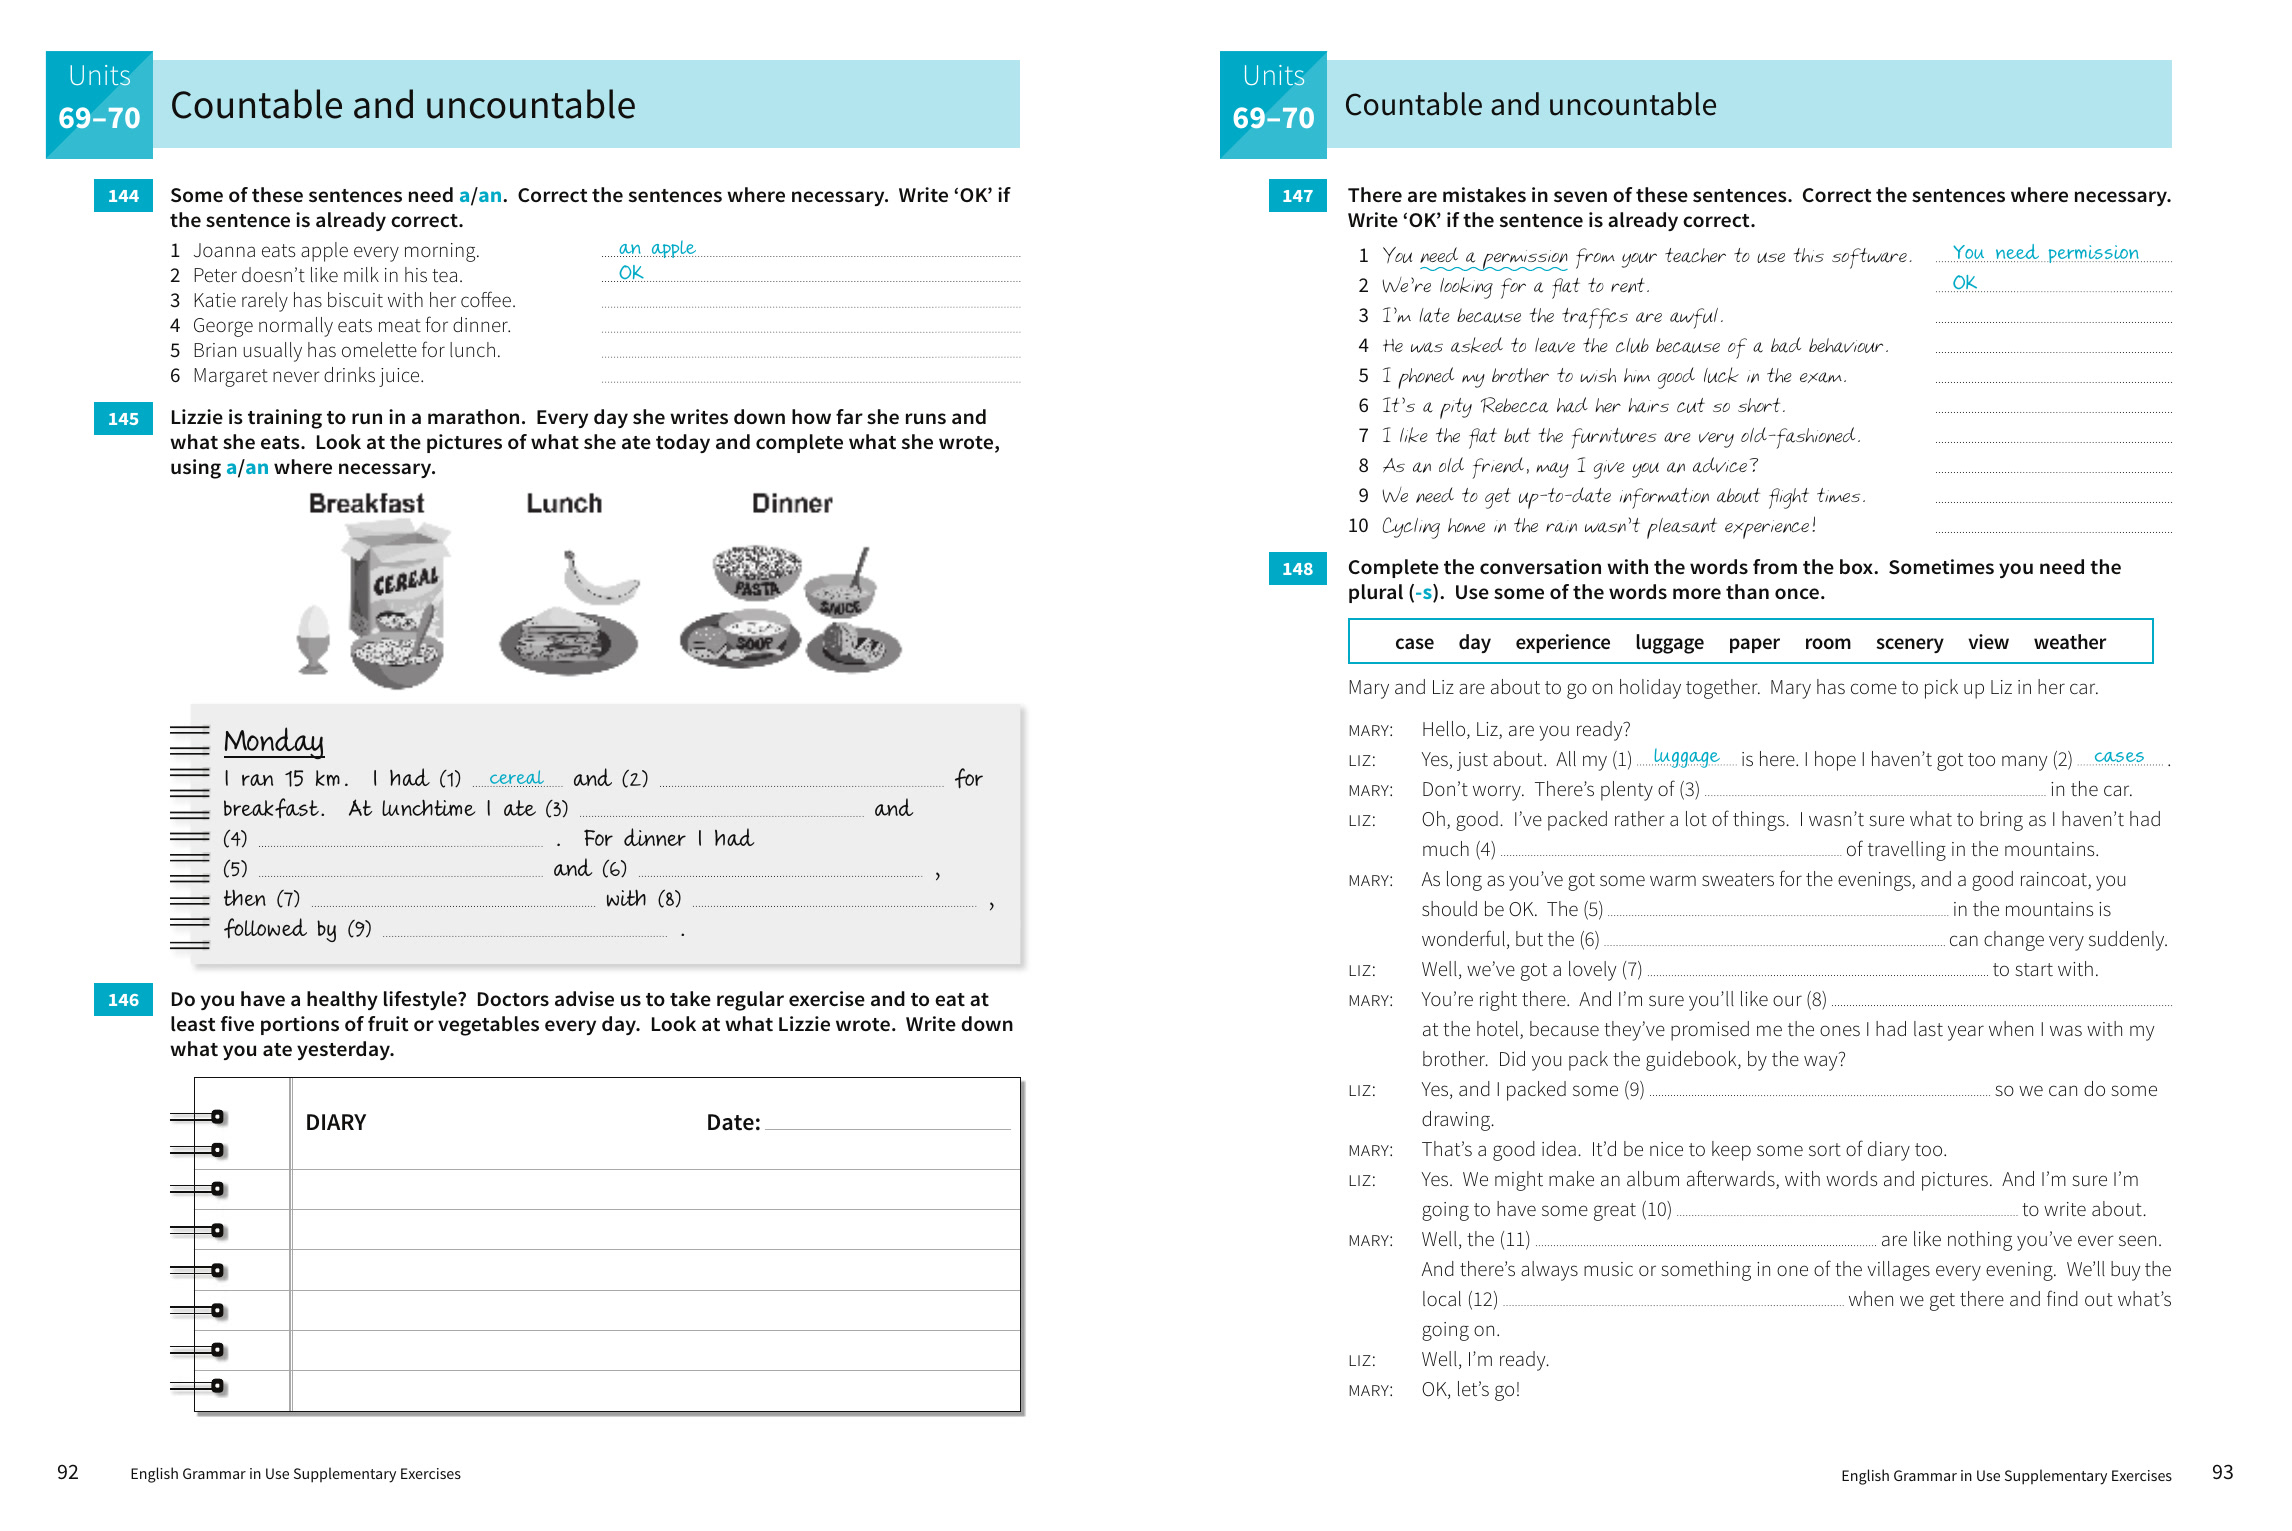 Units
69–70
Countable and uncountable
144
Some of these sentences need a/an. Correct the sentences where necessary. Write ‘OK’ if
the sentence is already correct.
1 Joanna eats apple every morning. an apple
2 Peter doesn’t like milk in his tea. OK
3 Katie rarely has biscuit with her coffee.
4 George normally eats meat for dinner.
5 Brian usually has omelette for lunch.
6 Margaret never drinks juice.
145
Lizzie is training to run in a marathon. Every day she writes down how far she runs and
what she eats. Look at the pictures of what she ate today and complete what she wrote,
using a/an where necessary.
Breakfast Lunch Dinner
CEREAL
PASTA
SAUCE
SOUP
Monday
I ran 15 km. I had (1) cereal and (2) for
breakfast. At lunchtime I ate (3) and
(4) . For dinner I had
(5) and (6) ,
then (7) with (8) ,
followed by (9) .
146
Do you have a healthy lifestyle? Doctors advise us to take regular exercise and to eat at
least five portions of fruit or vegetables every day. Look at what Lizzie wrote. Write down
what you ate yesterday.
DIARY Date:
92 English Grammar in Use Supplementary Exercises
Units
69–70
Countable and uncountable
147
There are mistakes in seven of these sentences. Correct the sentences where necessary.
Write ‘OK’ if the sentence is already correct.
1 You need a permission from your teacher to use this software. You need permission
2 We’re looking for a flat to rent. OK
3 I’m late because the traffics are awful.
4 He was asked to leave the club because of a bad behaviour.
5 I phoned my brother to wish him good luck in the exam.
6 It’s a pity Rebecca had her hairs cut so short.
7 I like the flat but the furnitures are very old-fashioned.
8 As an old friend, may I give you an advice?
9 We need to get up-to-date information about flight times.
10 Cycling home in the rain wasn’t pleasant experience!
148
Complete the conversation with the words from the box. Sometimes you need the
plural (-s). Use some of the words more than once.
case day experience luggage paper room scenery view weather
Mary and Liz are about to go on holiday together. Mary has come to pick up Liz in her car.
MARY: Hello, Liz, are you ready?
LIZ: Yes, just about. All my (1) luggage is here. I hope I haven’t got too many (2) cases .
MARY: Don’t worry. There’s plenty of (3) in the car.
LIZ: Oh, good. I’ve packed rather a lot of things. I wasn’t sure what to bring as I haven’t had
much (4) of travelling in the mountains.
MARY: As long as you’ve got some warm sweaters for the evenings, and a good raincoat, you
should be OK. The (5) in the mountains is
wonderful, but the (6) can change very suddenly.
LIZ: Well, we’ve got a lovely (7) to start with.
MARY: You’re right there. And I’m sure you’ll like our (8)
at the hotel, because they’ve promised me the ones I had last year when I was with my
brother. Did you pack the guidebook, by the way?
LIZ: Yes, and I packed some (9) so we can do some
drawing.
MARY: That’s a good idea. It’d be nice to keep some sort of diary too.
LIZ: Yes. We might make an album afterwards, with words and pictures. And I’m sure I’m
going to have some great (10) to write about.
MARY: Well, the (11) are like nothing you’ve ever seen.
And there’s always music or something in one of the villages every evening. We’ll buy the
local (12) when we get there and find out what’s
going on.
LIZ: Well, I’m ready.
MARY: OK, let’s go!
English Grammar in Use Supplementary Exercises 93